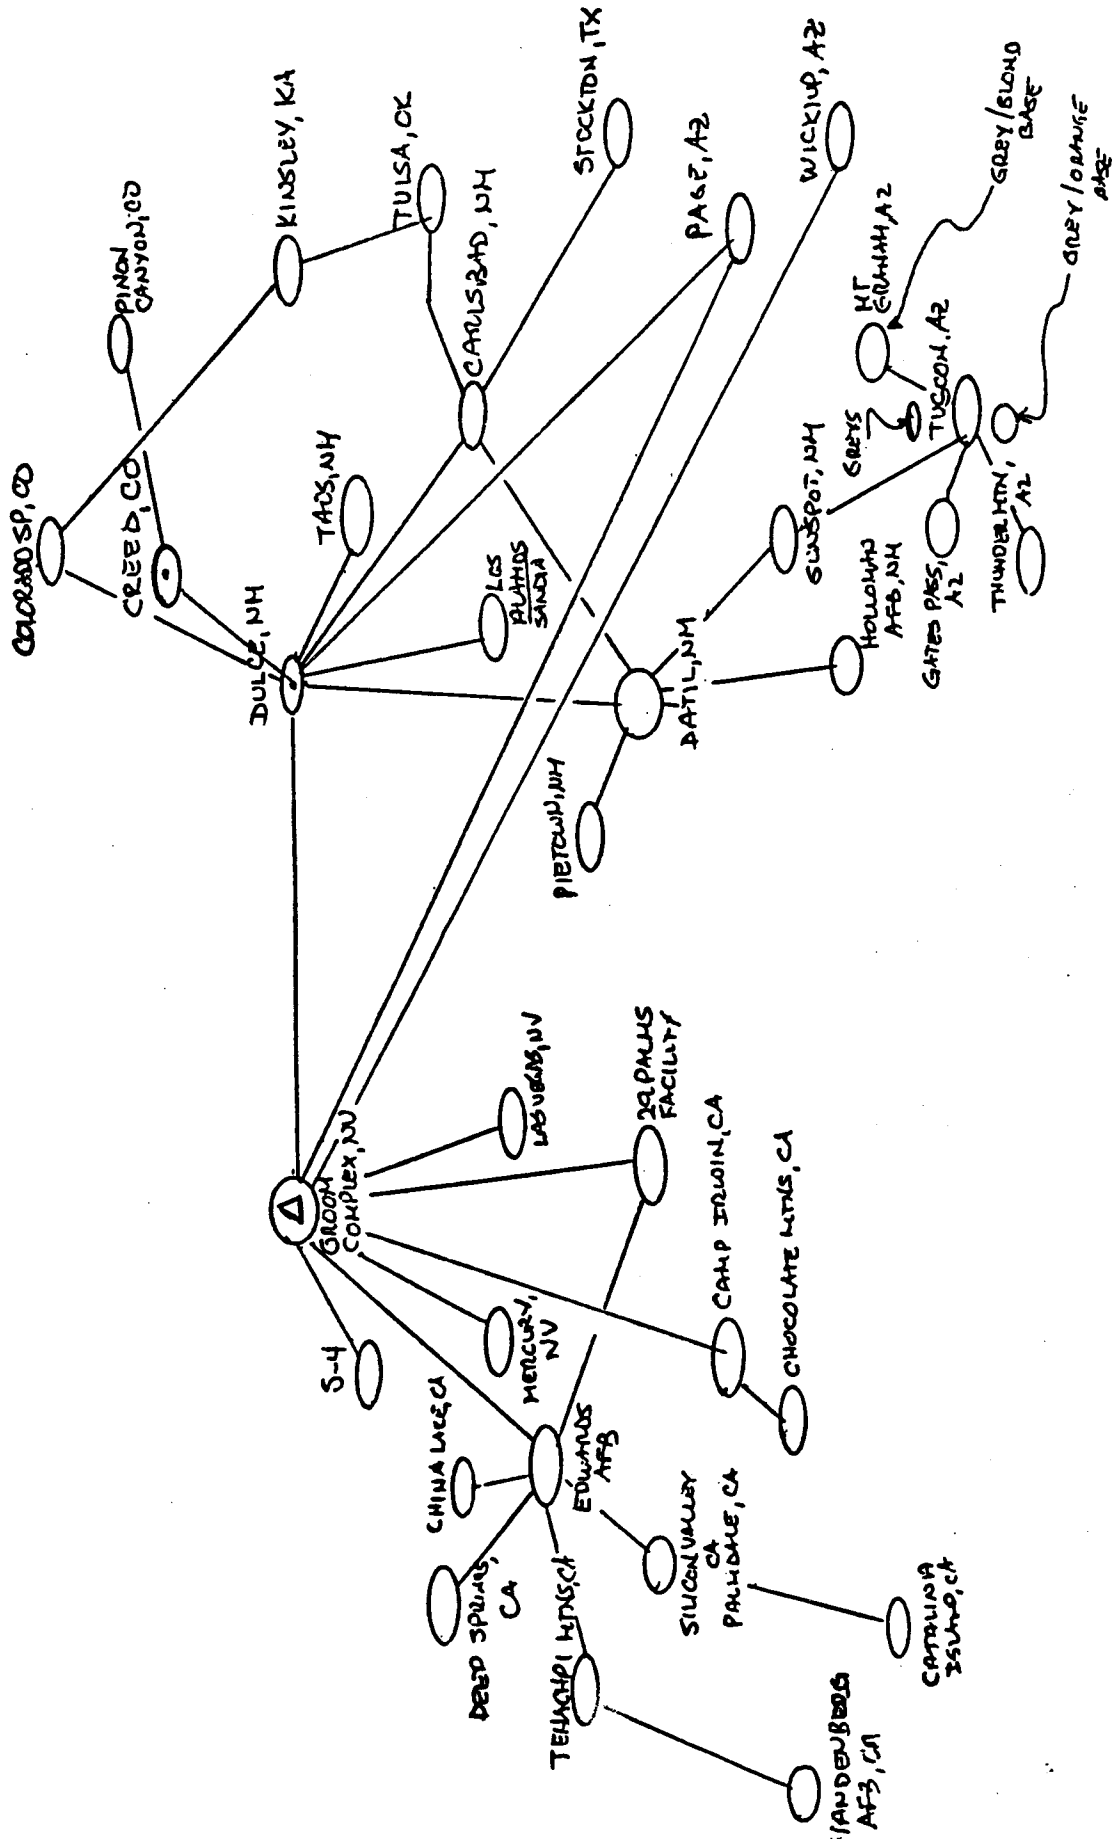 COLORADO SP, CO
CREED, CO
PINON
CANYON, CO
KINSLEY, KA
TULSA, OK
DULCE, NM
TAOS, NM
LOS
ALAMOS
SANDIA
CARLSBAD, NM
STOCKTON, TX
PAGE, AZ
WICKIUP, AZ
PIETOWN, NM
DATIL, NM
SUNSPOT, NM
HOLLOMAN
AFB, NM
GREYS
MT
GRAHAM, AZ
TUSCON, AZ
GATES PASS,
AZ
THUNDER MTN,
AZ
GREY/BLOND
BASE
GREY/ORANGE
BASE
GROOM
COMPLEX, NV
S-4
LAS VEGAS, NV
MERCURY,
NV
29 PALMS
FACILITY
CAMP IRWIN, CA
CHOCOLATE MTNS, CA
CHINA LAKE, CA
EDWARDS
AFB
DEEP SPRINGS,
CA
TEHACHPI MTNS, CA
SILICON VALLEY
CA
PALMDALE, CA
CATALINA
ISLAND, CA
VANDENBERG
AFB, CA